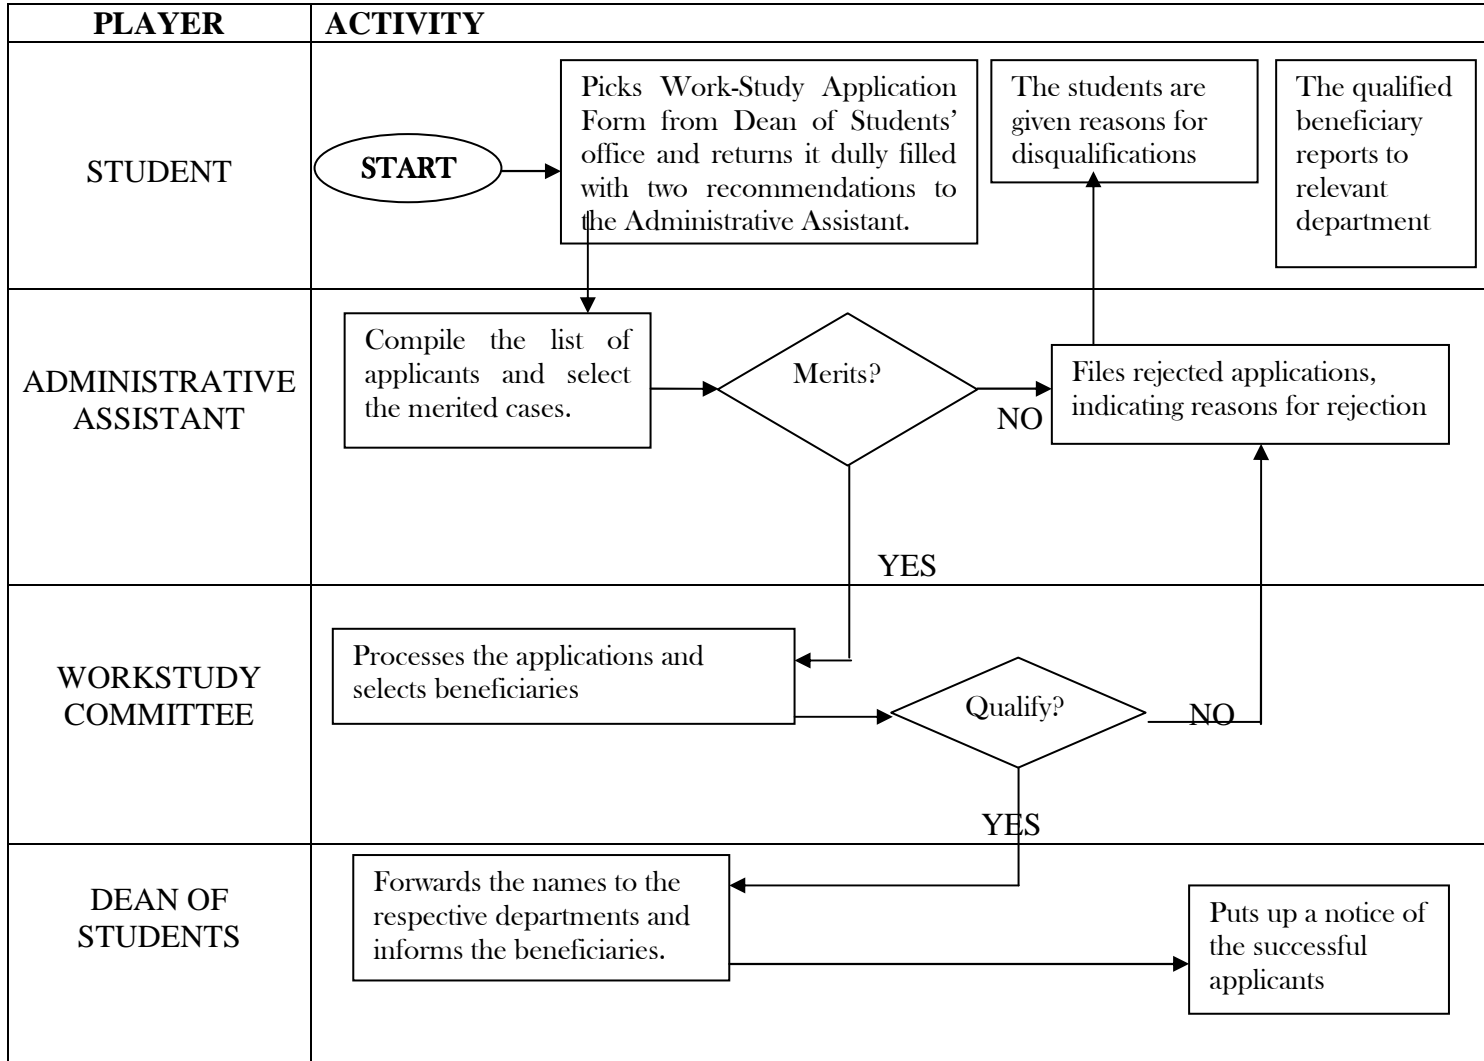 PLAYER
ACTIVITY
STUDENT
START
Picks Work-Study Application
Form from Dean of Students’
office and returns it dully filled
with two recommendations to
the Administrative Assistant.
The students are
given reasons for
disqualifications
The qualified
beneficiary
reports to
relevant
department
ADMINISTRATIVE
ASSISTANT
Compile the list of
applicants and select
the merited cases.
Merits?
NO
Files rejected applications,
indicating reasons for rejection
YES
WORKSTUDY
COMMITTEE
Processes the applications and
selects beneficiaries
Qualify?
NO
YES
DEAN OF
STUDENTS
Forwards the names to the
respective departments and
informs the beneficiaries.
Puts up a notice of
the successful
applicants